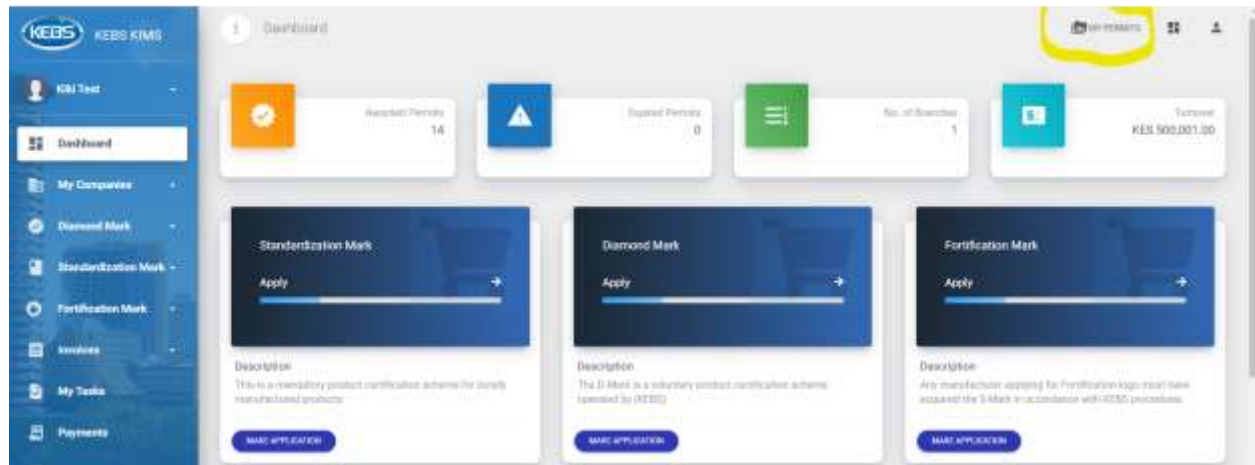 KEBS KEBS KIMS
Dashboard
MY PERMITS
Kiki Test
Dashboard
My Companies
Diamond Mark
Standardization Mark
Fortification Mark
Invoices
My Tasks
Payments
Awarded Permits
14
Expired Permits
0
No. of Branches
1
Turnover
KES 500,001.00
Standardization Mark
Apply
Description
This is a mandatory product certification scheme for locally
manufactured products
MAKE APPLICATION
Diamond Mark
Apply
Description
The D-Mark is a voluntary product certification scheme
operated by (KEBS)
MAKE APPLICATION
Fortification Mark
Apply
Description
Any manufacturer applying for Fortification logo must have
acquired the S-Mark in accordance with KEBS procedures.
MAKE APPLICATION